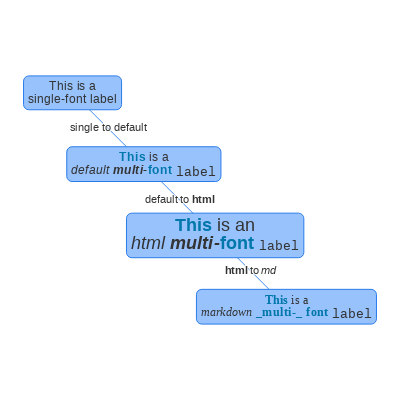 This is a
single-font label
single to default
This is a
default multi-font label
default to html
This is an
html multi-font label
html to md
This is a
markdown _multi-_ font label